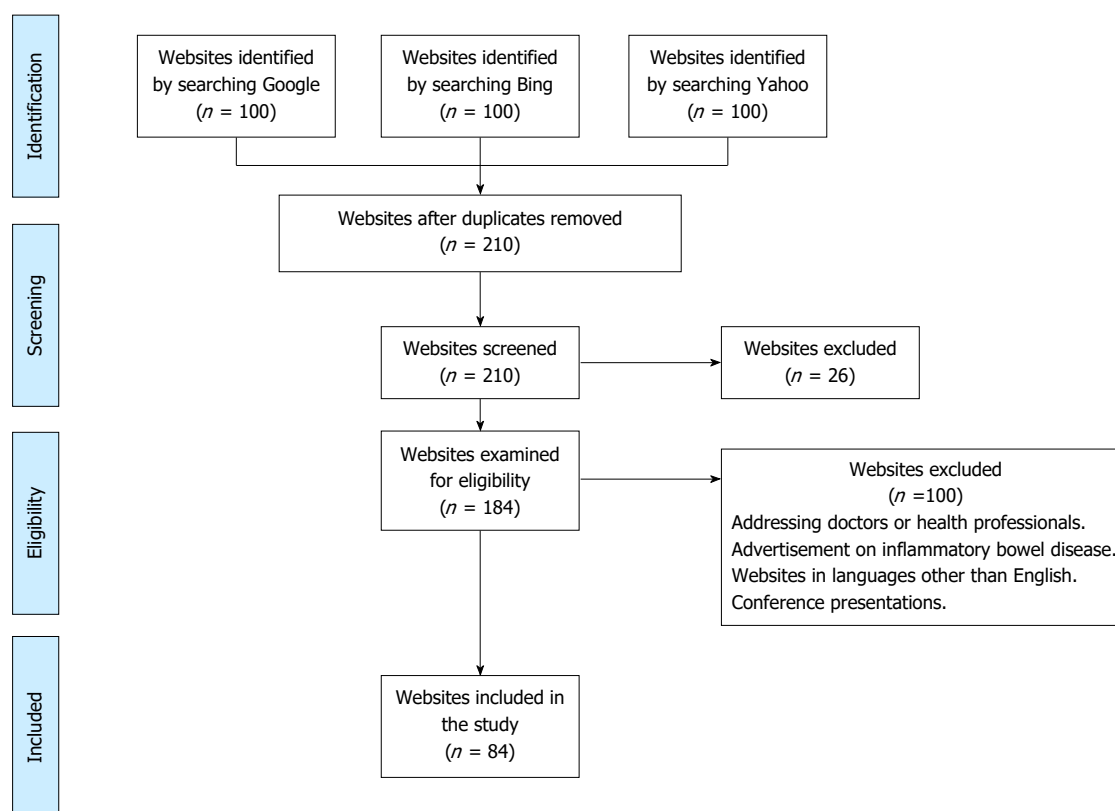 Identification
Websites identified
by searching Google
(n = 100)
Websites identified
by searching Bing
(n = 100)
Websites identified
by searching Yahoo
(n = 100)
Websites after duplicates removed
(n = 210)
Screening
Websites screened
(n = 210)
Websites excluded
(n = 26)
Eligibility
Websites examined
for eligibility
(n = 184)
Websites excluded
(n =100)
Addressing doctors or health professionals.
Advertisement on inflammatory bowel disease.
Websites in languages other than English.
Conference presentations.
Included
Websites included in
the study
(n = 84)